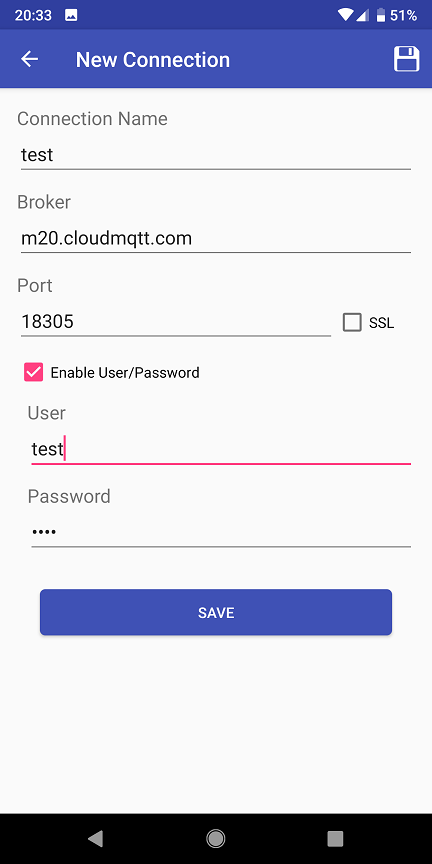 20:33 51%
New Connection
Connection Name
test
Broker
m20.cloudmqtt.com
Port
18305 SSL
Enable User/Password
User
test
Password
••••
SAVE